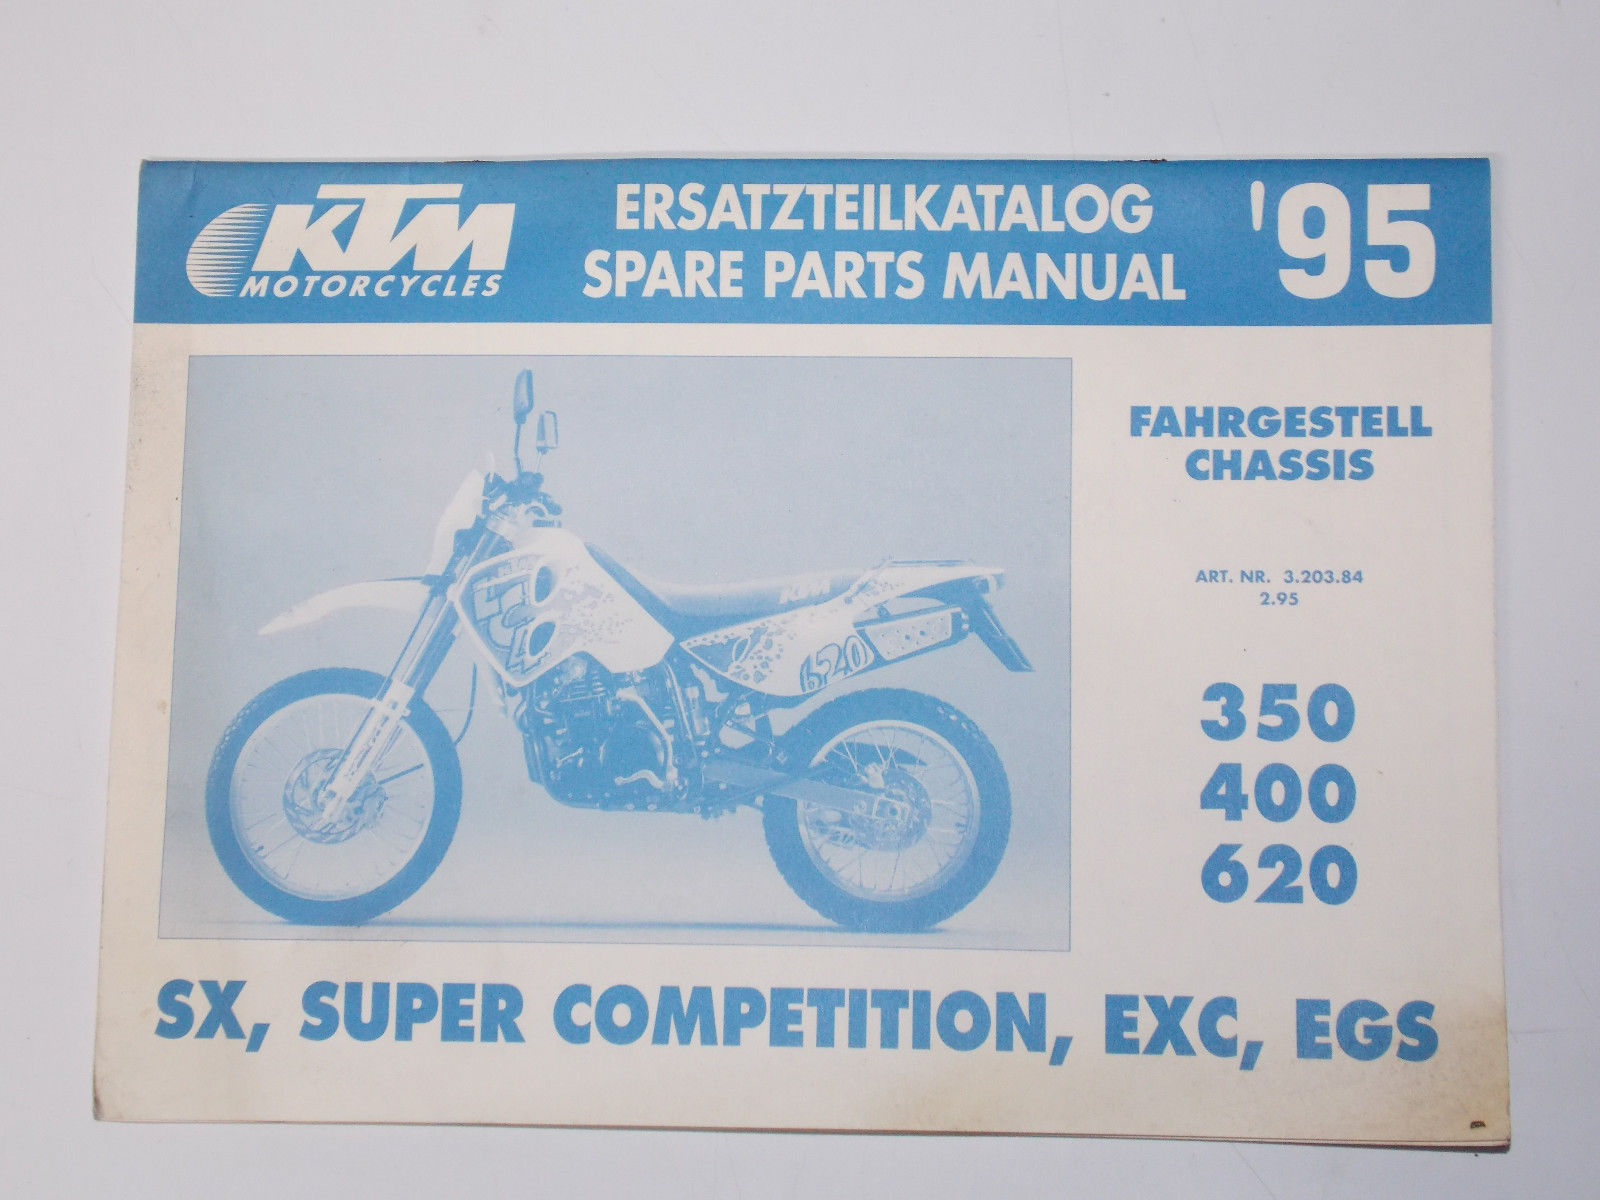 KTM
MOTORCYCLES
ERSATZTEILKATALOG
SPARE PARTS MANUAL
'95
FAHRGESTELL
CHASSIS
ART. NR. 3.203.84
2.95
350
400
620
KTM
620
SX, SUPER COMPETITION, EXC, EGS